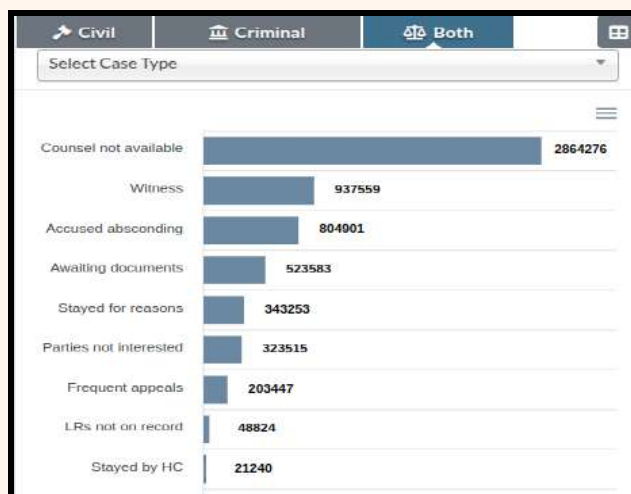 Civil
Criminal
Both
Select Case Type
Counsel not available 2864276
Witness 937559
Accused absconding 804901
Awaiting documents 523583
Stayed for reasons 343253
Parties not interested 323515
Frequent appeals 203447
LRs not on record 48824
Stayed by HC 21240